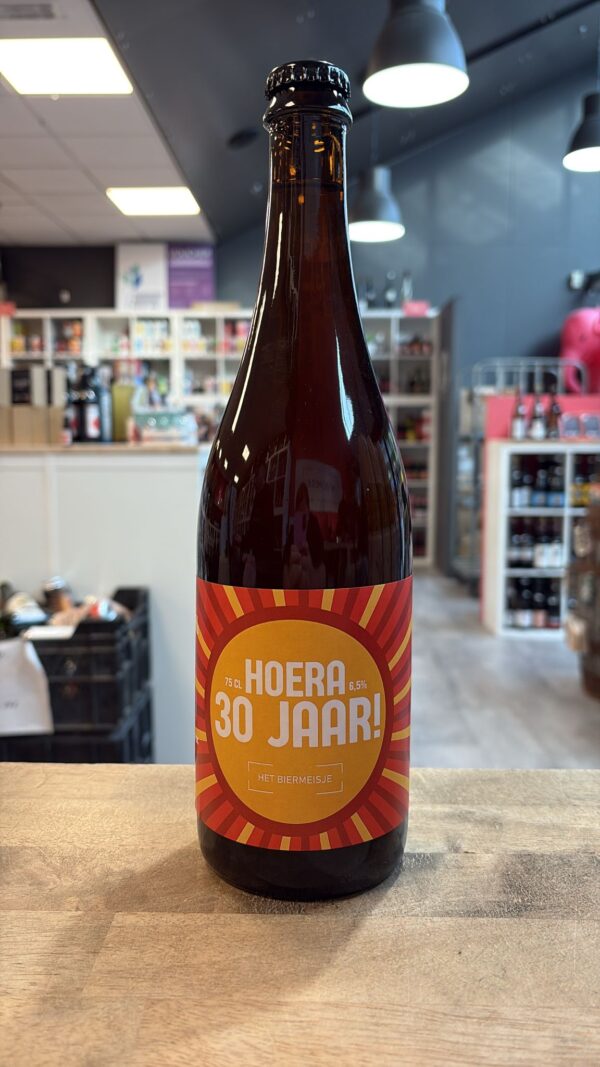 75 CL HOERA 6,5%
30 JAAR!
HET BIERMEISJE